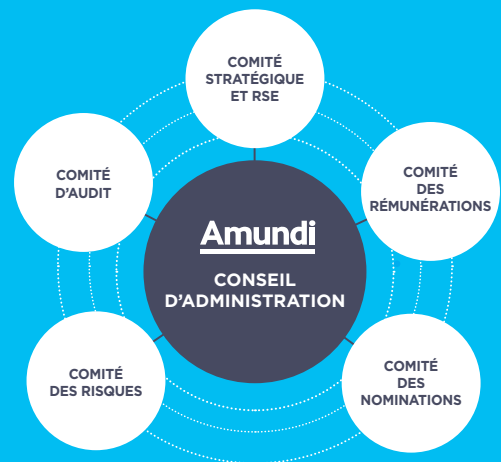 COMITÉ
STRATÉGIQUE
ET RSE
COMITÉ
D'AUDIT
COMITÉ
DES
RÉMUNÉRATIONS
Amundi
CONSEIL
D'ADMINISTRATION
COMITÉ
DES RISQUES
COMITÉ
DES
NOMINATIONS